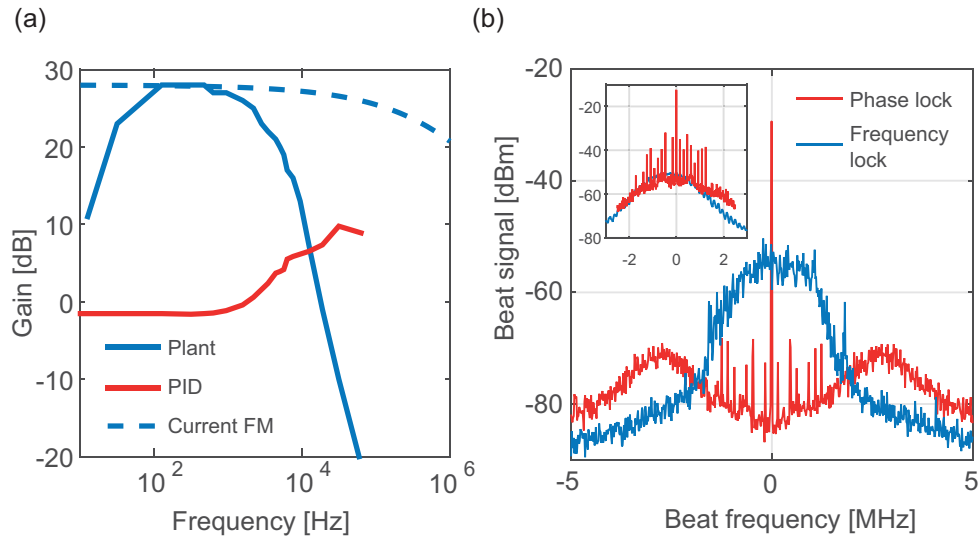 (a)
(b)
30
20
10
0
-10
-20
Gain [dB]
10 2
10 4
10 6
Frequency [Hz]
Plant
PID
Current FM
-20
-40
-60
-80
Beat signal [dBm]
-5
0
5
Beat frequency [MHz]
Phase lock
Frequency
lock
-20
-40
-60
-80
-2
0
2